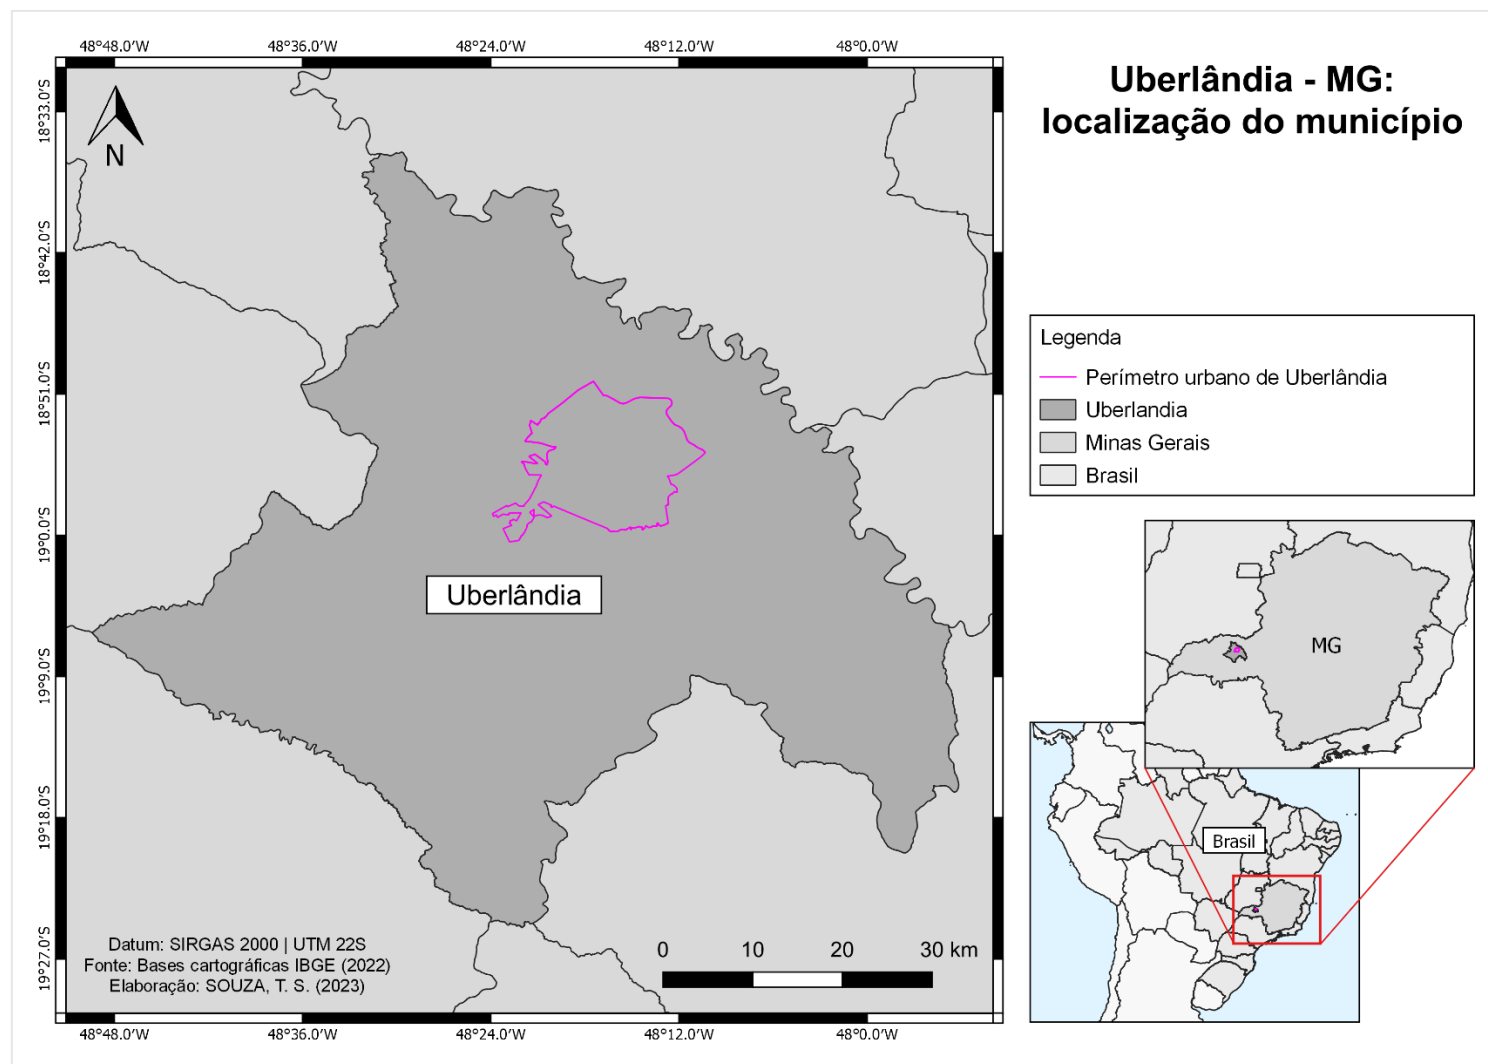 Uberlândia - MG:
localização do município
48°48.0'W 48°36.0'W 48°24.0'W 48°12.0'W 48°0.0'W
18°33.0'S
18°42.0'S
18°51.0'S
19°0.0'S
19°9.0'S
19°18.0'S
19°27.0'S
N
Uberlândia
Datum: SIRGAS 2000 | UTM 22S
Fonte: Bases cartográficas IBGE (2022)
Elaboração: SOUZA, T. S. (2023)
0 10 20 30 km
48°48.0'W 48°36.0'W 48°24.0'W 48°12.0'W 48°0.0'W
Legenda
Perímetro urbano de Uberlândia
Uberlandia
Minas Gerais
Brasil
MG
Brasil